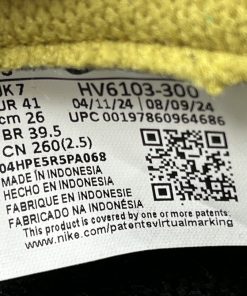 UK 7 HV6103-300
EUR 41 04/11/24 08/09/24
cm 26 UPC 00197860964686
BR 39.5
CN 260(2.5)
04HPE5R5PA068
MADE IN INDONESIA
HECHO EN INDONESIA
FABRIQUE EN INDONESIE
FABRICADO NA INDONÉSIA
This product is covered by one or more patents.
www.nike.com/patentsvirtualmarking